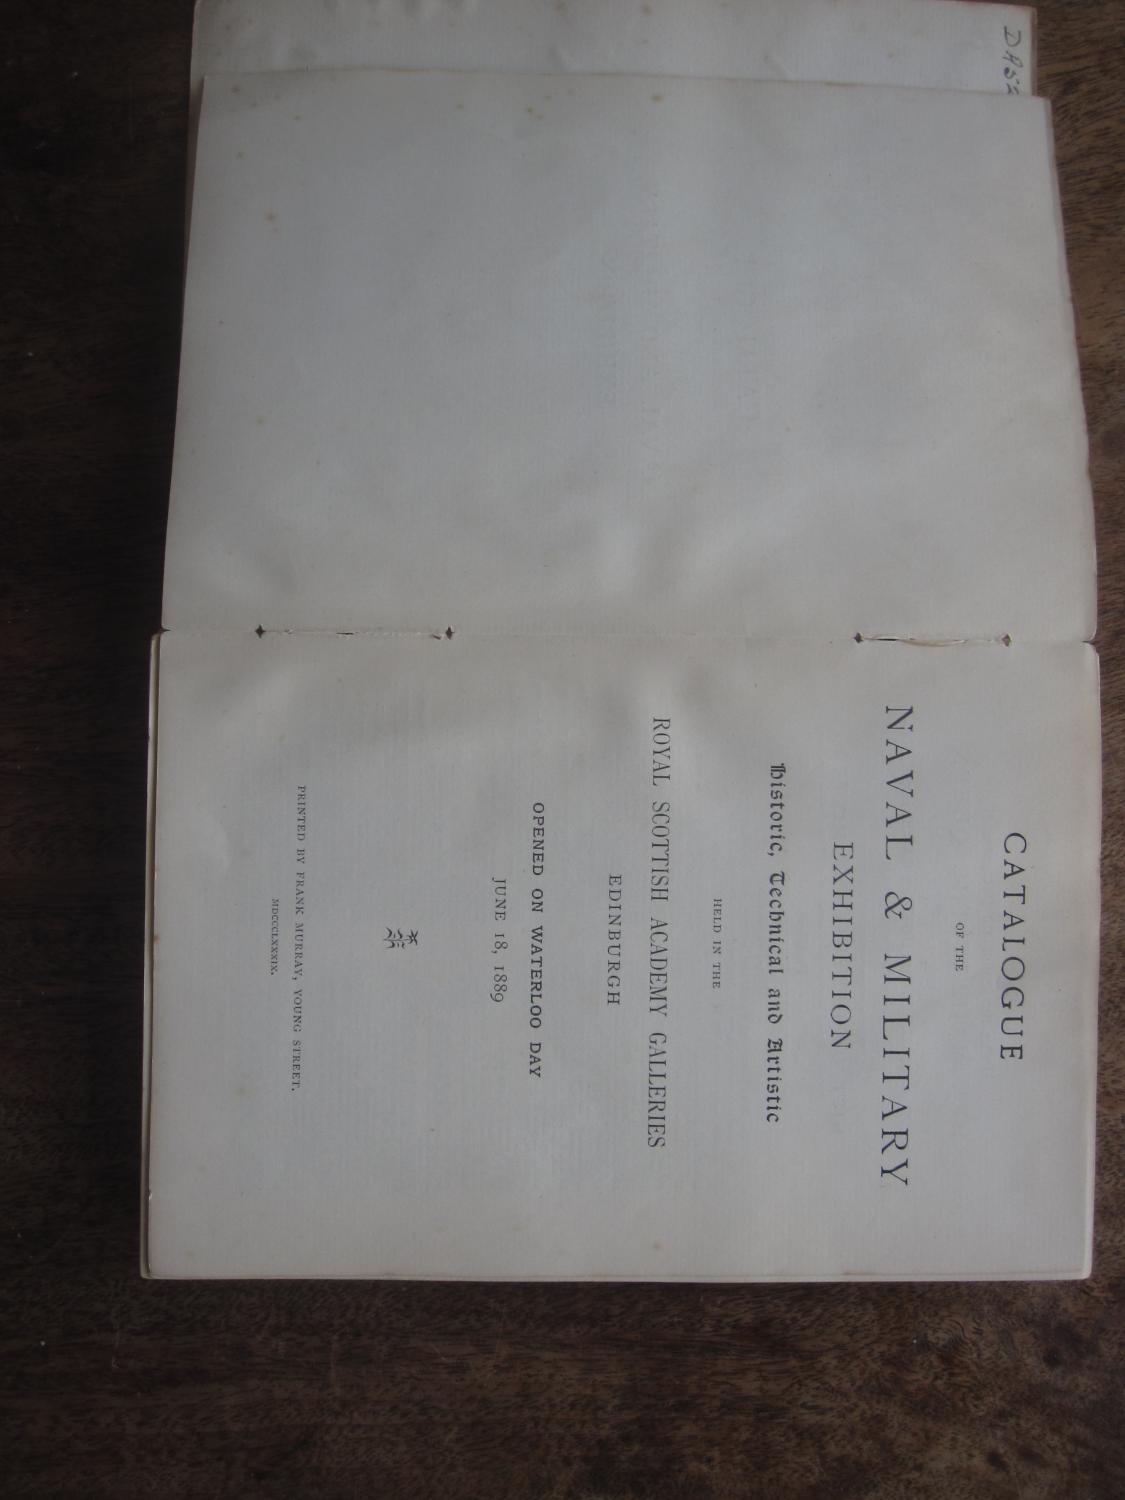 CATALOGUE
OF THE
NAVAL & MILITARY
EXHIBITION
Historic, Technical and Artistic
HELD IN THE
ROYAL SCOTTISH ACADEMY GALLERIES
EDINBURGH
OPENED ON WATERLOO DAY
JUNE 18, 1889
PRINTED BY FRANK MURRAY, YOUNG STREET.
MDCCCLXXXIX.